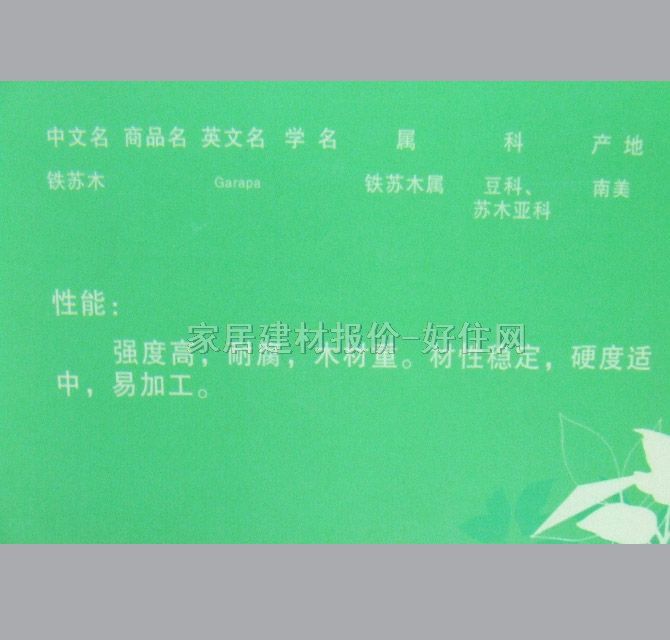 中文名 商品名 英文名 学 名 属 科 产 地
铁苏木 Garapa 铁苏木属 豆科、 南美
苏木亚科
性能：
强度高，耐腐，木材重。材性稳定，硬度适
中，易加工。
家居建材报价-好住网